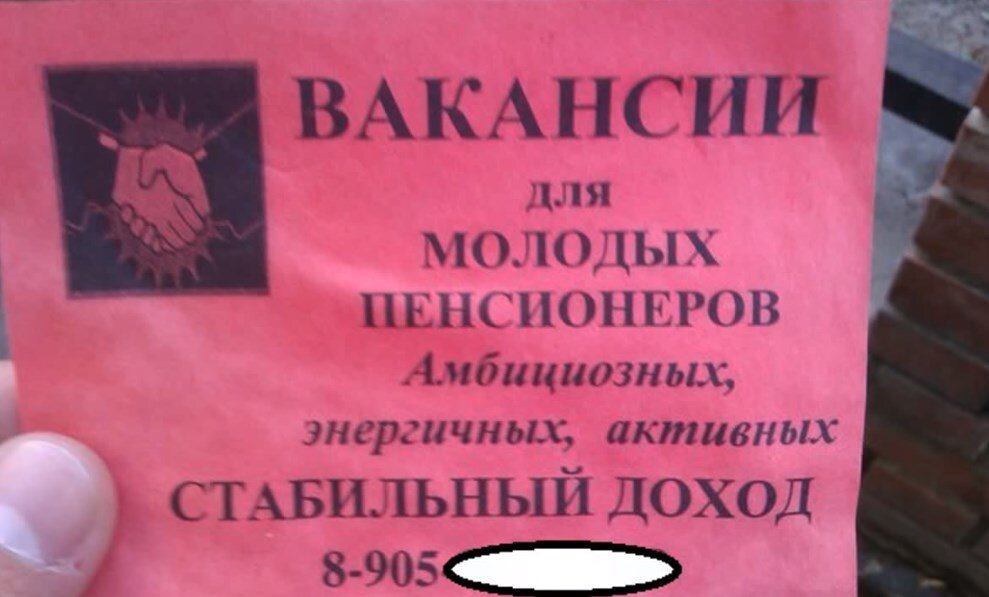 ВАКАНСИИ
для
МОЛОДЫХ
ПЕНСИОНЕРОВ
Амбициозных,
энергичных, активных
СТАБИЛЬНЫЙ ДОХОД
8-905